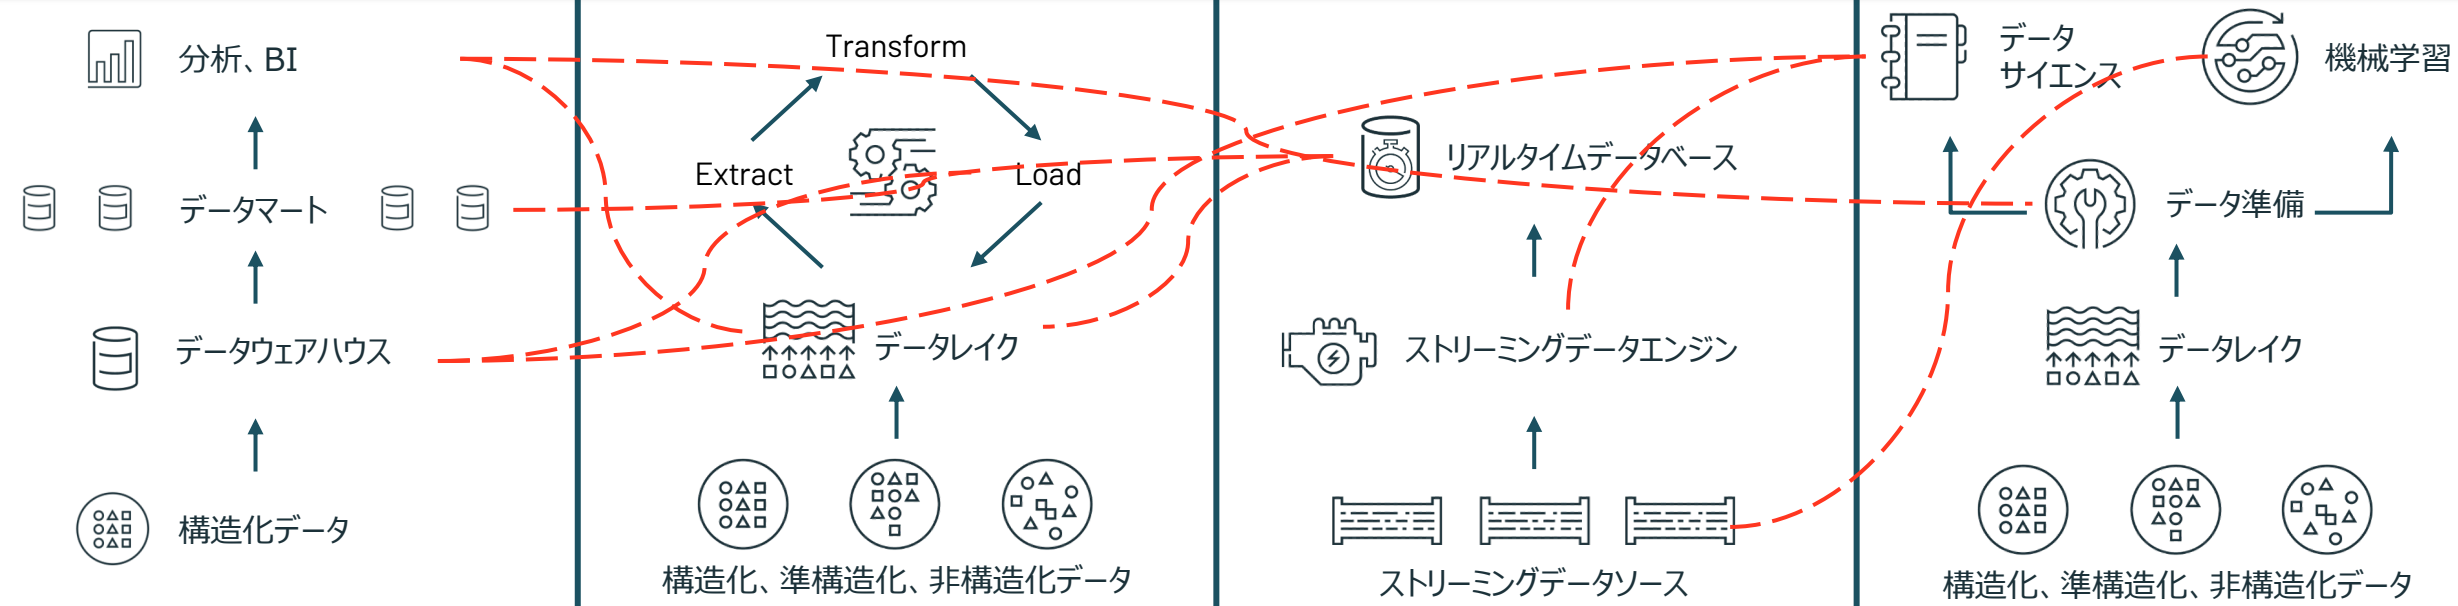 分析、BI
データマート
データウェアハウス
構造化データ
Transform
Extract
Load
データレイク
構造化、準構造化、非構造化データ
リアルタイムデータベース
ストリーミングデータエンジン
ストリーミングデータソース
データ
サイエンス
機械学習
データ準備
データレイク
構造化、準構造化、非構造化データ